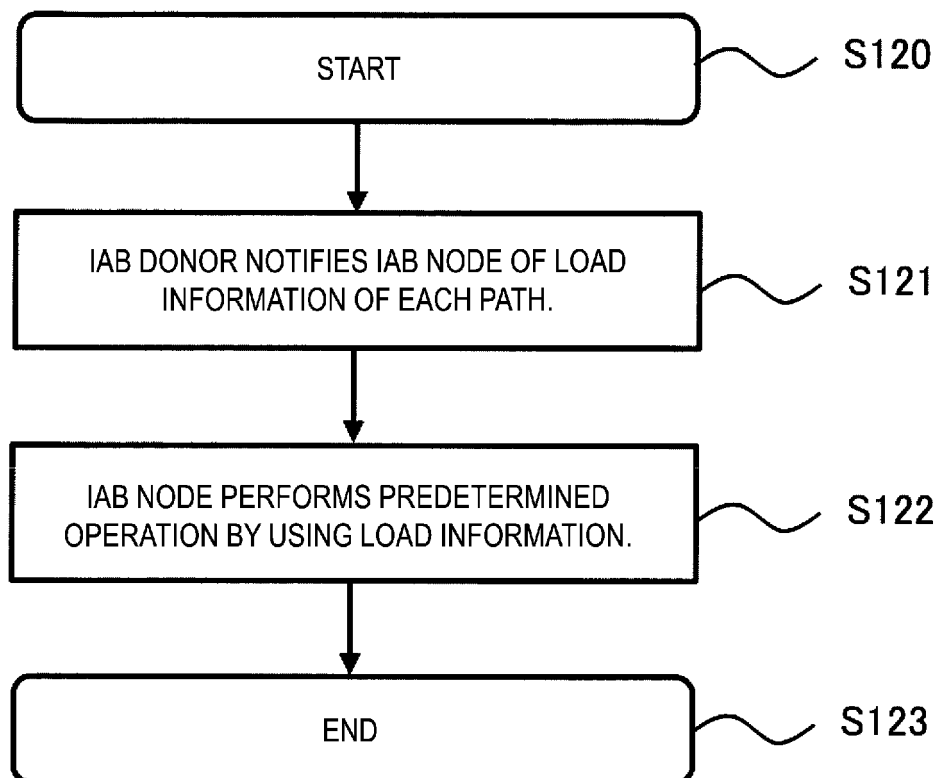 START
S120
IAB DONOR NOTIFIES IAB NODE OF LOAD
INFORMATION OF EACH PATH.
S121
IAB NODE PERFORMS PREDETERMINED
OPERATION BY USING LOAD INFORMATION.
S122
END
S123